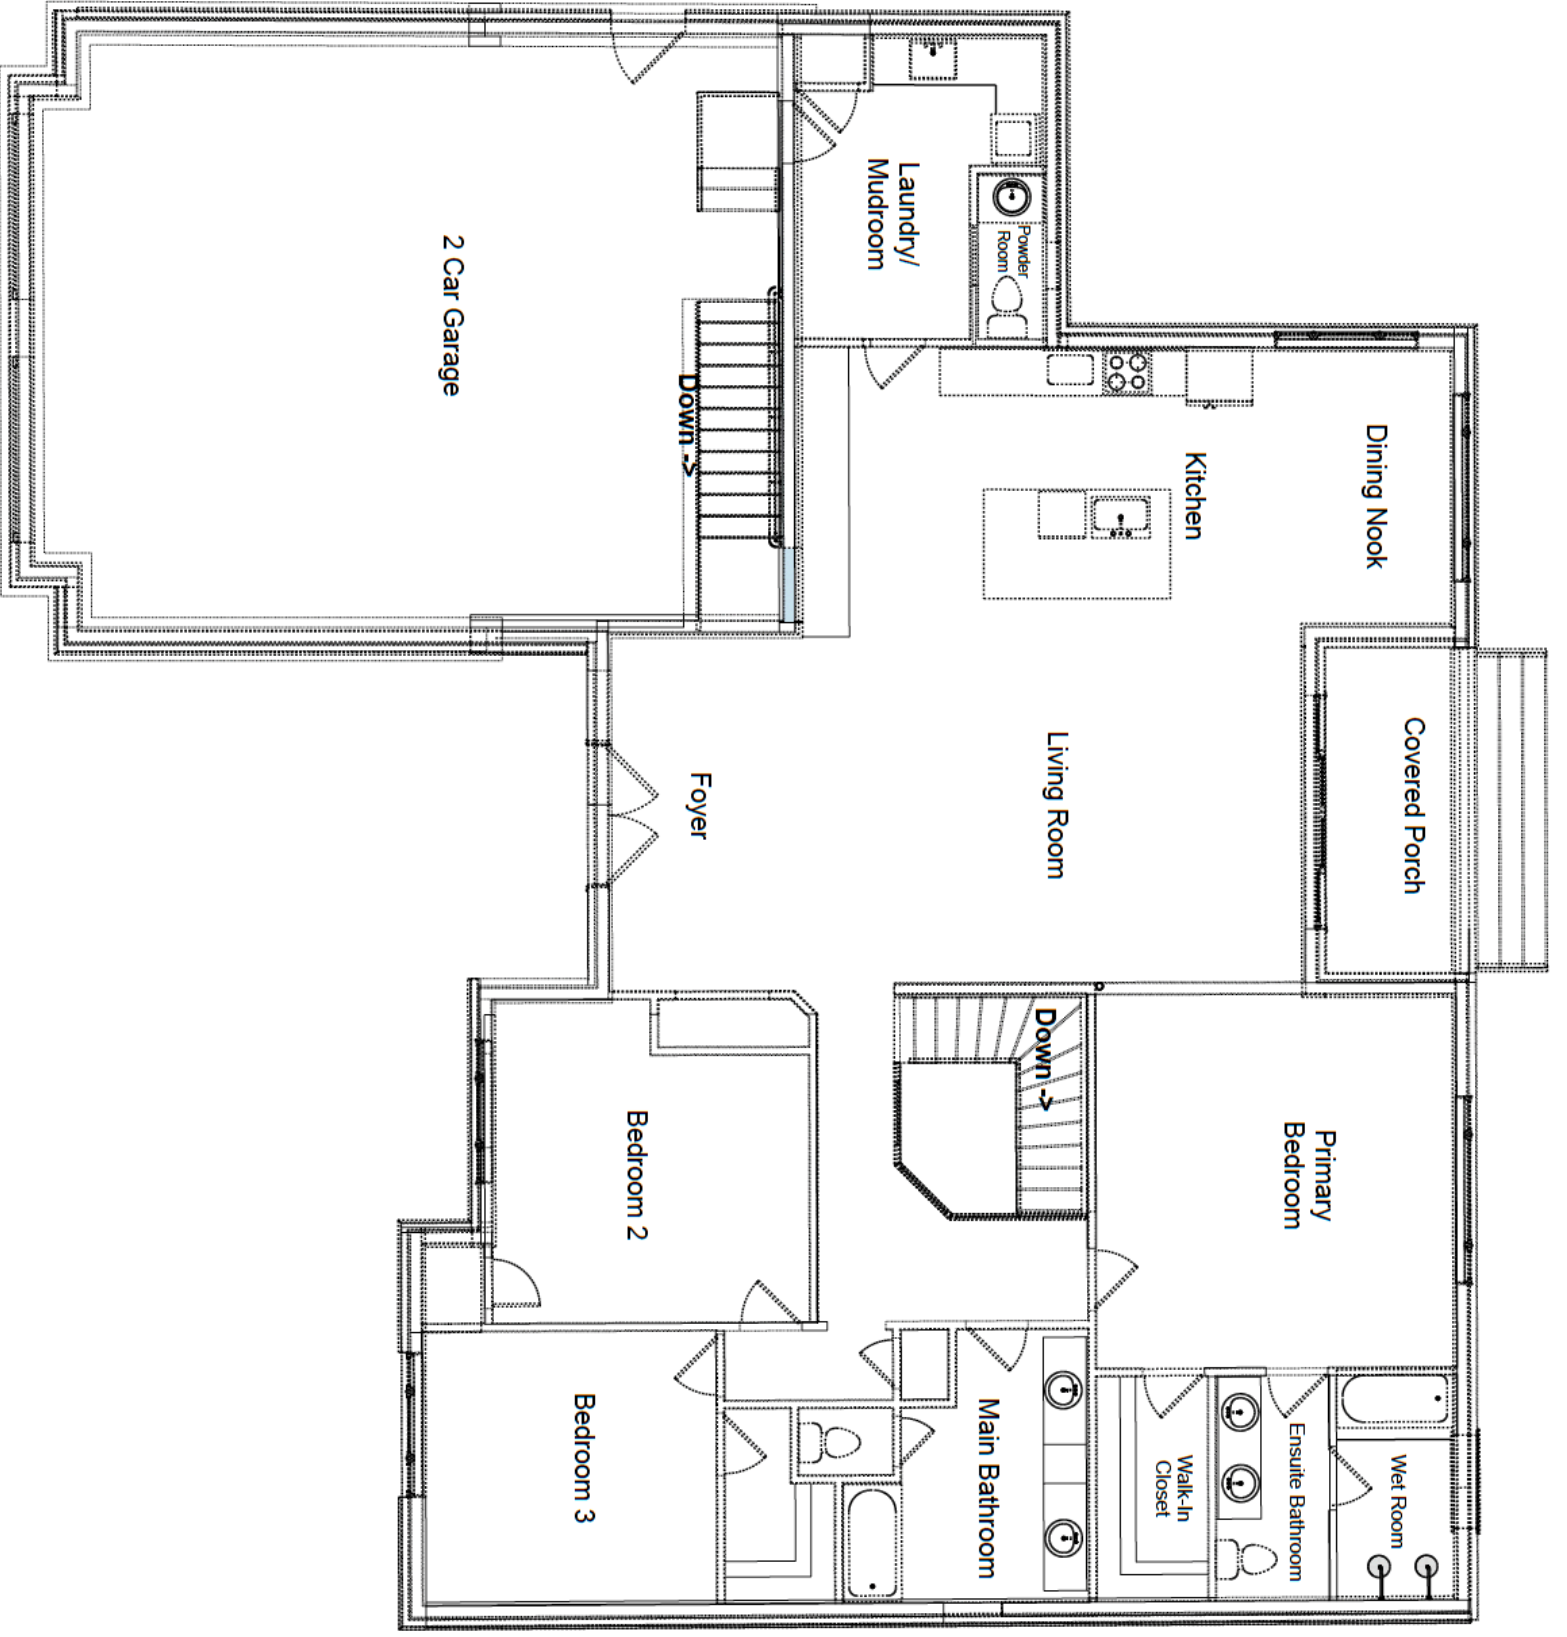 2 Car Garage
Down ->
Laundry/
Mudroom
Powder
Room
Kitchen
Dining Nook
Covered Porch
Living Room
Foyer
Down ->
Primary
Bedroom
Bedroom 2
Bedroom 3
Main Bathroom
Walk-In
Closet
Ensuite Bathroom
Wet Room